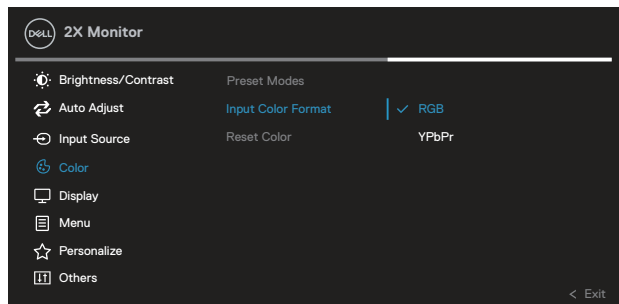 DELL 2X Monitor
Brightness/Contrast Preset Modes
Auto Adjust Input Color Format ✓ RGB
Input Source Reset Color YPbPr
Color
Display
Menu
Personalize
Others
< Exit